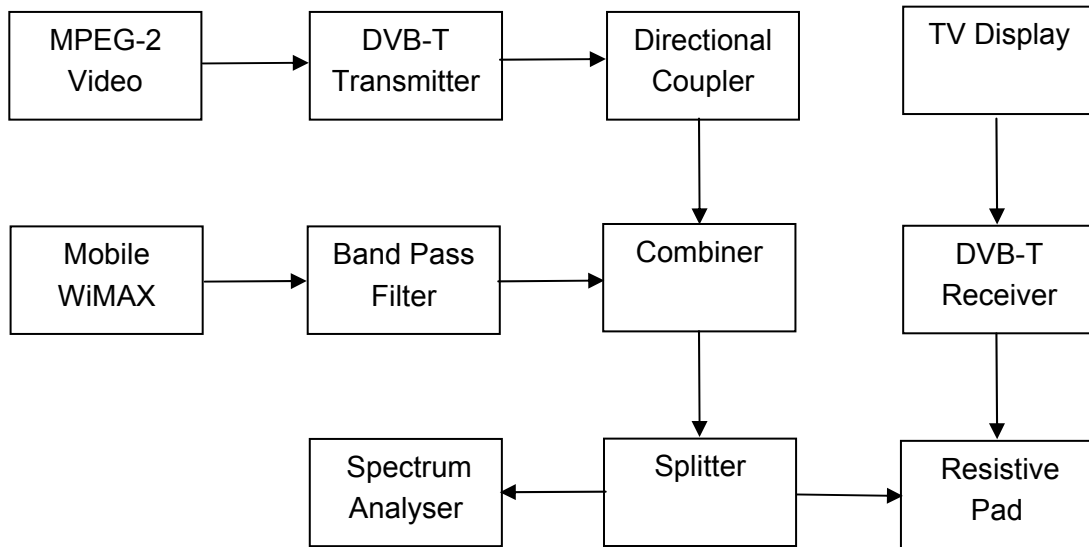 MPEG-2
Video
DVB-T
Transmitter
Directional
Coupler
TV Display
Mobile
WiMAX
Band Pass
Filter
Combiner
DVB-T
Receiver
Spectrum
Analyser
Splitter
Resistive
Pad